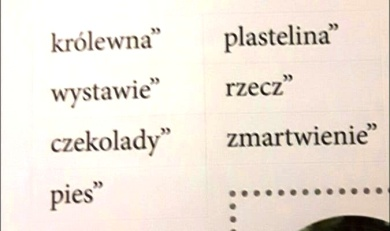 królewna”
wystawie”
czekolady”
pies”
plastelina”
rzecz”
zmartwienie”